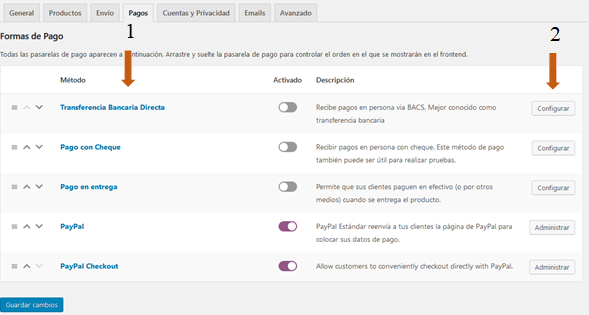 General Productos Envío Pagos Cuentas y Privacidad Emails Avanzado
1 2
Formas de Pago
Todas las pasarelas de pago aparecen a continuación. Arrastre y suelte la pasarela de pago para controlar el orden en el que se mostrarán en el frontend.
Método Activado Descripción
Transferencia Bancaria Directa Recibe pagos en persona via BACS. Mejor conocido como Configurar
transferencia bancaria
Pago con Cheque Recibir pagos en persona con cheque. Este método de pago Configurar
también puede ser útil para realizar pruebas.
Pago en entrega Permite que sus clientes paguen en efectivo (o por otros Configurar
medios) cuando se entrega el producto.
PayPal PayPal Estándar reenvía a tus clientes la página de PayPal para Administrar
colocar sus datos de pago.
PayPal Checkout Allow customers to conveniently checkout directly with PayPal. Administrar
Guardar cambios